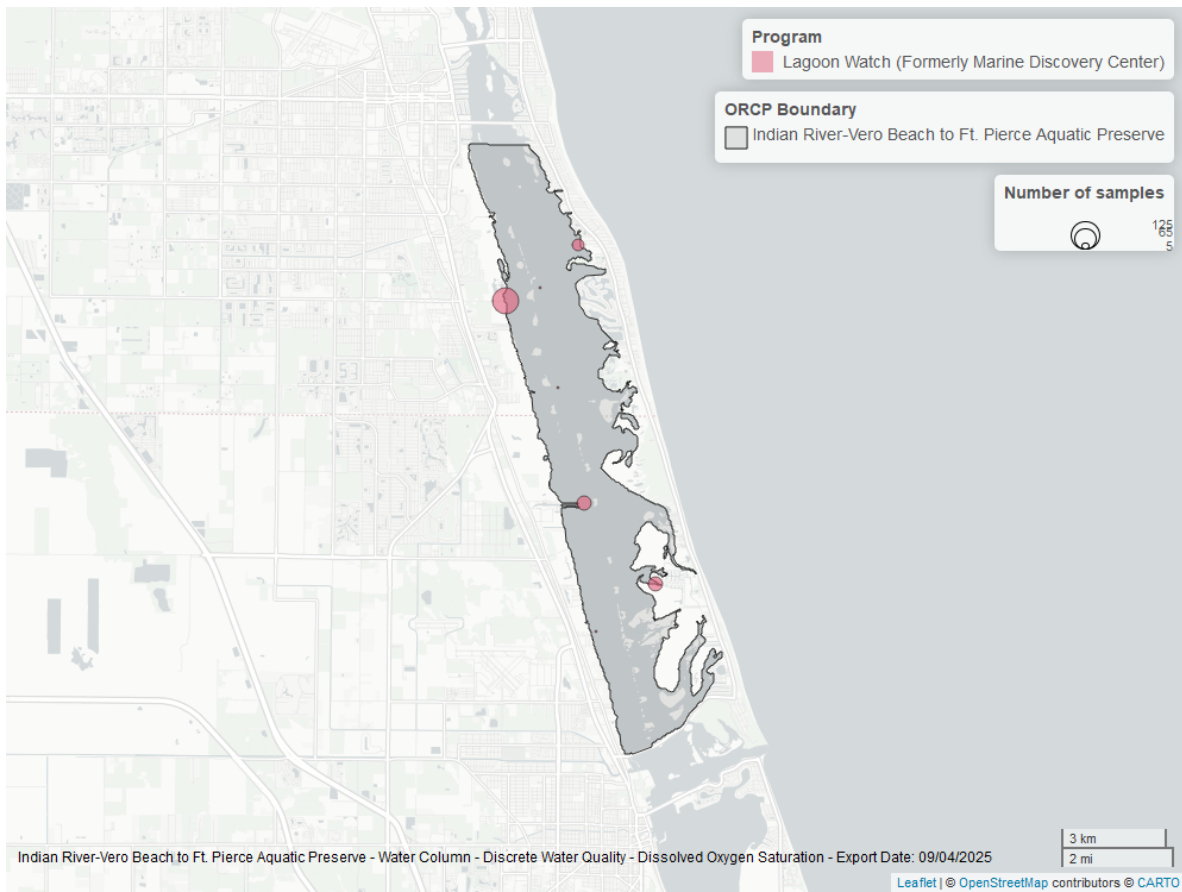 Program
Lagoon Watch (Formerly Marine Discovery Center)
ORCP Boundary
Indian River-Vero Beach to Ft. Pierce Aquatic Preserve
Number of samples
125
65
5
3 km
2 mi
Indian River-Vero Beach to Ft. Pierce Aquatic Preserve - Water Column - Discrete Water Quality - Dissolved Oxygen Saturation - Export Date: 09/04/2025
Leaflet | © OpenStreetMap contributors © CARTO